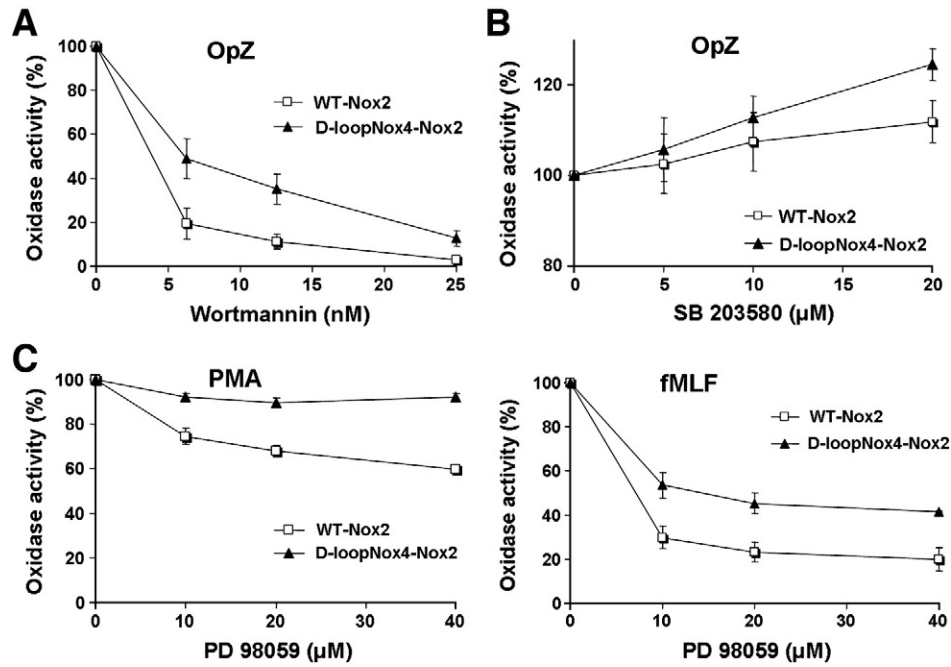 A
OpZ
Oxidase activity (%)
100
80
60
40
20
0
WT-Nox2
D-loopNox4-Nox2
0 5 10 15 20 25
Wortmannin (nM)
B
OpZ
Oxidase activity (%)
120
100
80
WT-Nox2
D-loopNox4-Nox2
0 5 10 15 20
SB 203580 (µM)
C
PMA
Oxidase activity (%)
100
80
60
40
20
0
WT-Nox2
D-loopNox4-Nox2
0 10 20 30 40
PD 98059 (µM)
fMLF
Oxidase activity (%)
100
80
60
40
20
0
WT-Nox2
D-loopNox4-Nox2
0 10 20 30 40
PD 98059 (µM)